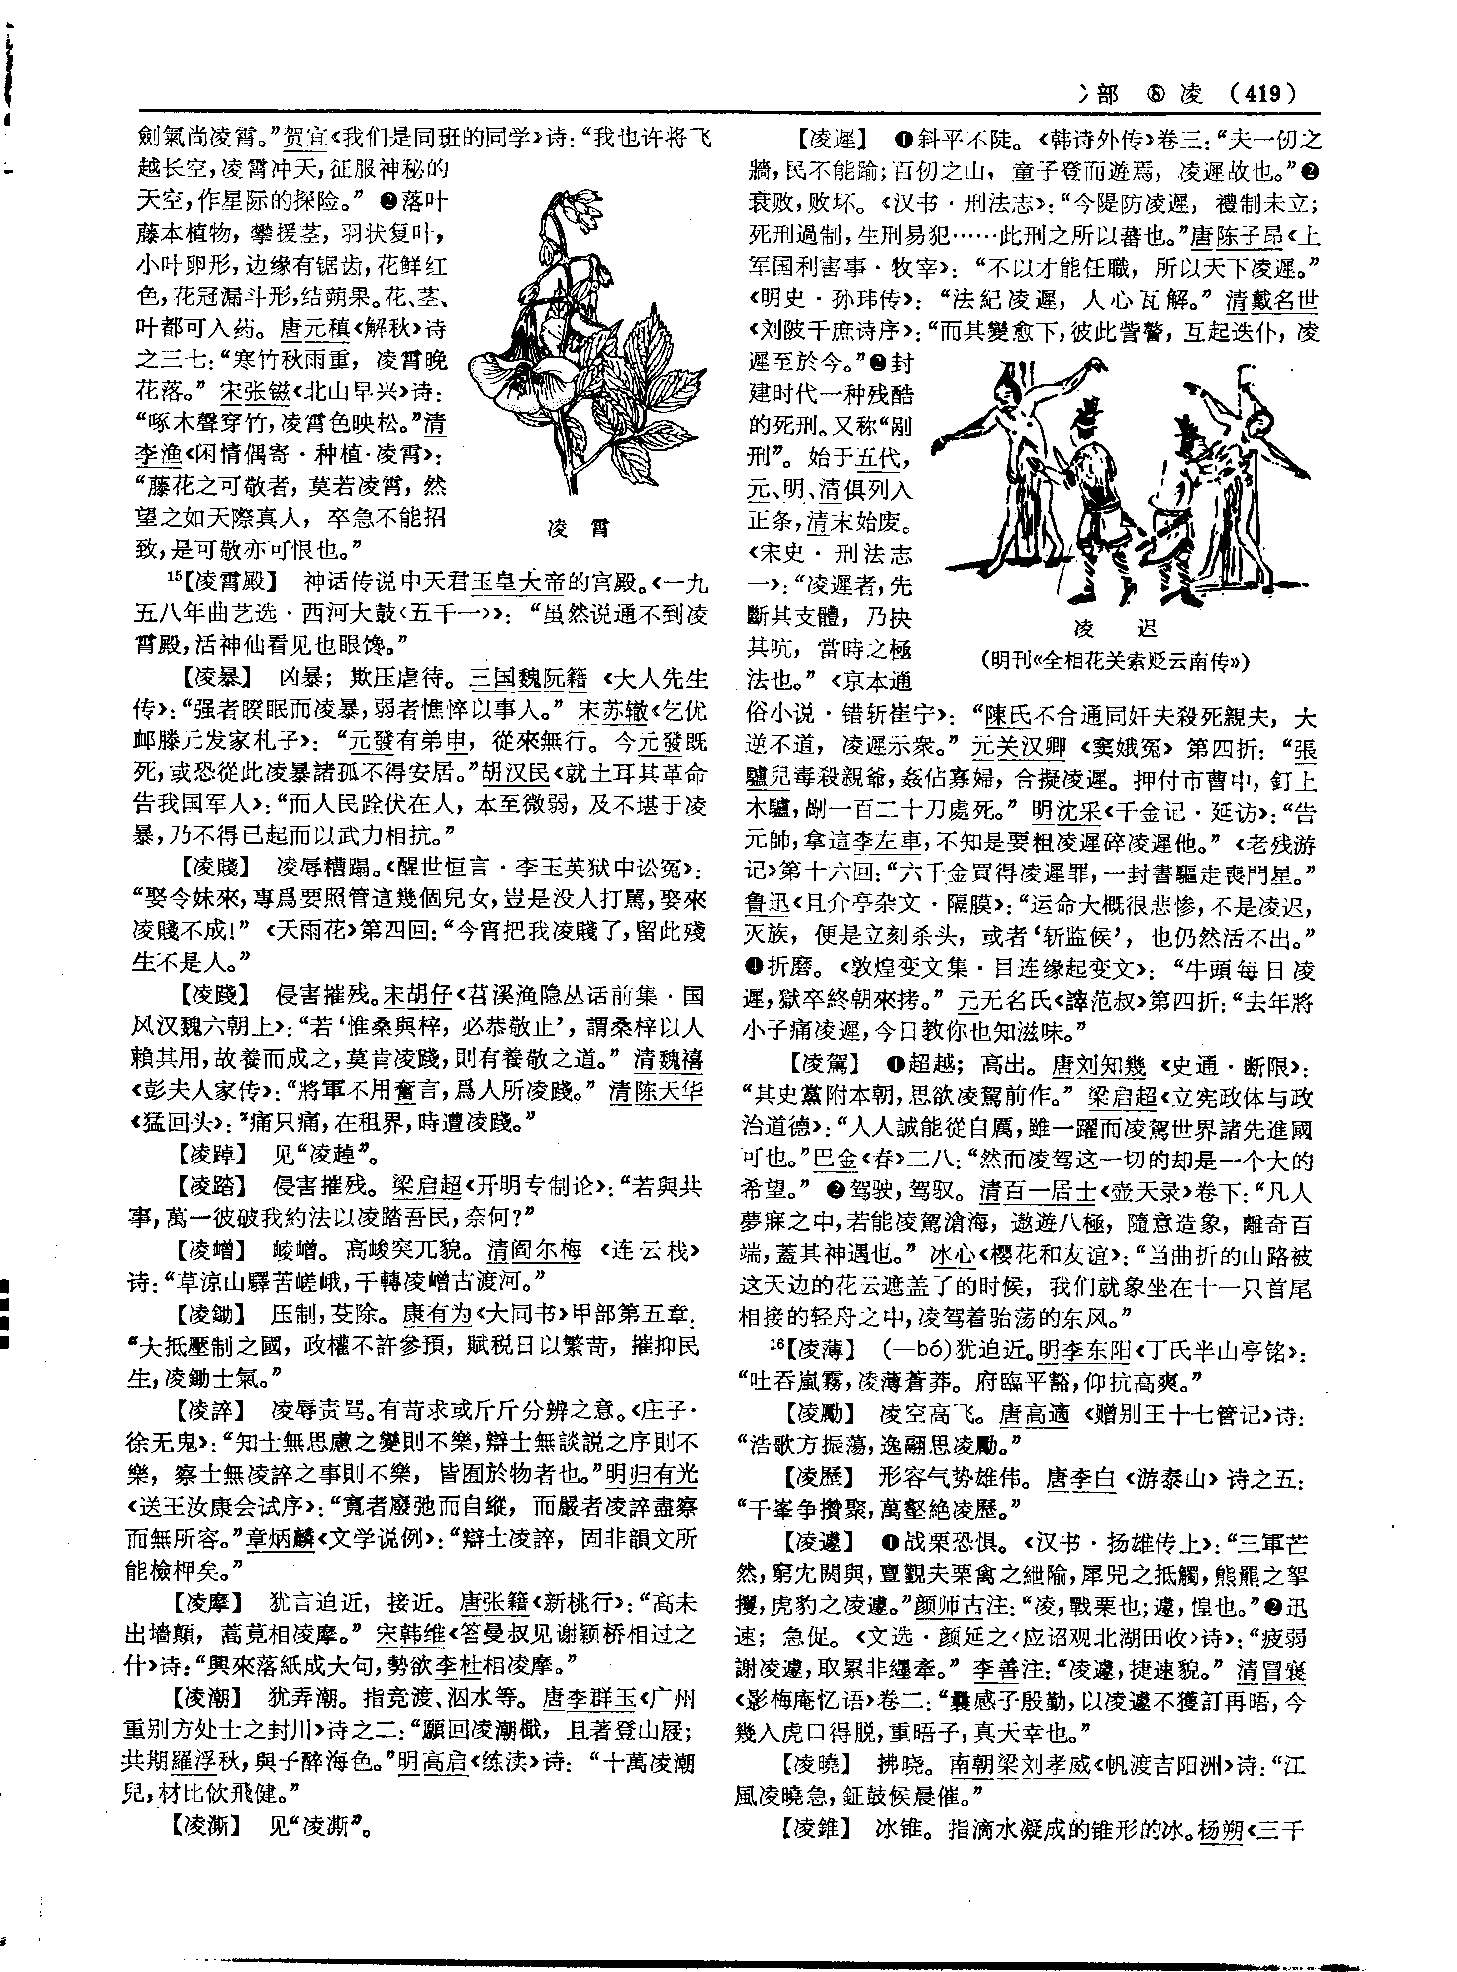 冫部 ⑧ 凌 (419)
劍氣尚凌霄。”贺宜《我们是同班的同学》诗：“我也许将飞
越长空，凌霄冲天，征服神秘的
天空，作星际的探险。” ❷落叶
藤本植物，攀援茎，羽状复叶，
小叶卵形，边缘有锯齿，花鲜红
色，花冠漏斗形，结蒴果。花、茎、
叶都可入药。唐元稹《解秋》诗
之三七：“寒竹秋雨重，凌霄晚
花落。” 宋张镃《北山早兴》诗：
“啄木聲穿竹，凌霄色映松。”清
李渔《闲情偶寄·种植·凌霄》：
“藤花之可敬者，莫若凌霄，然
望之如天際真人，卒急不能招
致，是可敬亦可恨也。”
凌 霄
15【凌霄殿】 神话传说中天君玉皇大帝的宫殿。《一九
五八年曲艺选·西河大鼓〈五千一〉》：“虽然说通不到凌
霄殿，活神仙看见也眼馋。”
【凌暴】 凶暴；欺压虐待。三国魏阮籍《大人先生
传》：“强者睽眠而凌暴，弱者憔悴以事人。” 宋苏辙《乞优
卹滕元发家札子》：“元發有弟申，從來無行。今元發既
死，或恐從此凌暴諸孤不得安居。”胡汉民《就土耳其革命
告我国军人》：“而人民跧伏在人，本至微弱，及不堪于凌
暴，乃不得已起而以武力相抗。”
【凌賤】 凌辱糟蹋。《醒世恒言·李玉英狱中讼冤》：
“娶令妹來，專爲要照管這幾個兒女，豈是没人打駡，娶來
凌賤不成！” 《天雨花》第四回：“今宵把我凌賤了，留此殘
生不是人。”
【凌踐】 侵害摧残。宋胡仔《苕溪渔隐丛话前集·国
风汉魏六朝上》：“若‘惟桑與梓，必恭敬止’，謂桑梓以人
賴其用，故養而成之，莫肯凌踐，則有養敬之道。” 清魏禧
《彭夫人家传》：“將軍不用奮言，爲人所凌踐。” 清陈天华
《猛回头》：“痛只痛，在租界，時遭凌踐。”
【凌踔】 见“凌趠”。
【凌踏】 侵害摧残。梁启超《开明专制论》：“若與共
事，萬一彼破我約法以凌踏吾民，奈何？”
【凌嶒】 崚嶒。高峻突兀貌。清阎尔梅《连云栈》
诗：“草凉山驛苦嵯峨，千轉凌嶒古渡河。”
【凌鋤】 压制，芟除。康有为《大同书》甲部第五章：
“大抵壓制之國，政權不許參預，賦税日以繁苛，摧抑民
生，凌鋤士氣。”
【凌誶】 凌辱责骂。有苛求或斤斤分辨之意。《庄子·
徐无鬼》：“知士無思慮之變則不樂，辯士無談説之序則不
樂，察士無凌誶之事則不樂，皆囿於物者也。”明归有光
《送王汝康会试序》：“寬者廢弛而自縱，而嚴者凌誶盡察
而無所容。”章炳麟《文学说例》：“辯士凌誶，固非韻文所
能檢柙矣。”
【凌摩】 犹言迫近，接近。唐张籍《新桃行》：“高未
出墻顛，蒿莧相凌摩。” 宋韩维《答曼叔见谢颖桥相过之
什》诗：“興來落紙成大句，勢欲李杜相凌摩。”
【凌潮】 犹弄潮。指竞渡、泅水等。唐李群玉《广州
重别方处士之封川》诗之二：“願回凌潮檝，且著登山屐；
共期羅浮秋，與子醉海色。”明高启《练渎》诗：“十萬凌潮
兒，材比佽飛健。”
【凌澌】 见“凌澌”。
【凌遲】 ❶斜平不陡。《韩诗外传》卷三：“夫一仞之
牆，民不能踰；百仞之山，童子登而遊焉，凌遲故也。”❷
衰败，败坏。《汉书·刑法志》：“今隄防凌遲，禮制未立；
死刑過制，生刑易犯……此刑之所以蕃也。”唐陈子昂《上
军国利害事·牧宰》：“不以才能任職，所以天下凌遲。”
《明史·孙玮传》：“法紀凌遲，人心瓦解。” 清戴名世
《刘陂千庶诗序》：“而其變愈下，彼此訾謷，互起迭仆，凌
遲至於今。”❸封
建时代一种残酷
的死刑。又称“剐
刑”。始于五代，
元、明、清俱列入
正条，清末始废。
《宋史·刑法志
一》：“凌遲者，先
斷其支體，乃抉
其吭，當時之極
法也。” 《京本通
凌 迟
（明刊《全相花关索贬云南传》）
俗小说·错斩崔宁》：“陳氏不合通同奸夫殺死親夫，大
逆不道，凌遲示衆。” 元关汉卿《窦娥冤》第四折：“張
驢兒毒殺親爺，姦佔寡婦，合擬凌遲。押付市曹中，釘上
木驢，剮一百二十刀處死。” 明沈采《千金记·延访》：“告
元帥，拿這李左車，不知是要粗凌遲碎凌遲他。” 《老残游
记》第十六回：“六千金買得凌遲罪，一封書驅走喪門星。”
鲁迅《且介亭杂文·隔膜》：“运命大概很悲惨，不是凌迟，
灭族，便是立刻杀头，或者‘斩监候’，也仍然活不出。”
❹折磨。《敦煌变文集·目连缘起变文》：“牛頭每日凌
遲，獄卒終朝來拷。” 元无名氏《誶范叔》第四折：“去年將
小子痛凌遲，今日教你也知滋味。”
【凌駕】 ❶超越；高出。唐刘知幾《史通·断限》：
“其史黨附本朝，思欲凌駕前作。” 梁启超《立宪政体与政
治道德》：“人人誠能從自厲，雖一躍而凌駕世界諸先進國
可也。”巴金《春》二八：“然而凌驾这一切的却是一个大的
希望。” ❷驾驶，驾驭。清百一居士《壶天录》卷下：“凡人
夢寐之中，若能凌駕滄海，遨遊八極，隨意造象，離奇百
端，蓋其神遇也。” 冰心《樱花和友谊》：“当曲折的山路被
这天边的花云遮盖了的时候，我们就象坐在十一只首尾
相接的轻舟之中，凌驾着骀荡的东风。”
16【凌薄】 (—bó)犹迫近。明李东阳《丁氏半山亭铭》：
“吐吞嵐霧，凌薄蒼莽。府臨平豁，仰抗高爽。”
【凌勵】 凌空高飞。唐高適《赠别王十七管记》诗：
“浩歌方振蕩，逸翮思凌勵。”
【凌歷】 形容气势雄伟。唐李白《游泰山》诗之五：
“千峯争攢聚，萬壑絶凌歷。”
【凌遽】 ❶战栗恐惧。《汉书·扬雄传上》：“三軍芒
然，窮冘閼與，亶觀夫票禽之紲隃，犀兕之抵觸，熊羆之挐
攫，虎豹之凌遽。”颜师古注：“凌，戰栗也；遽，惶也。”❷迅
速；急促。《文选·颜延之〈应诏观北湖田收〉诗》：“疲弱
謝凌遽，取累非纆牽。” 李善注：“凌遽，捷速貌。” 清冒襄
《影梅庵忆语》卷二：“曩感子殷勤，以凌遽不獲訂再晤，今
幾入虎口得脱，重晤子，真天幸也。”
【凌曉】 拂晓。南朝梁刘孝威《帆渡吉阳洲》诗：“江
風凌曉急，鉦鼓候晨催。”
【凌錐】 冰锥。指滴水凝成的锥形的冰。杨朔《三千